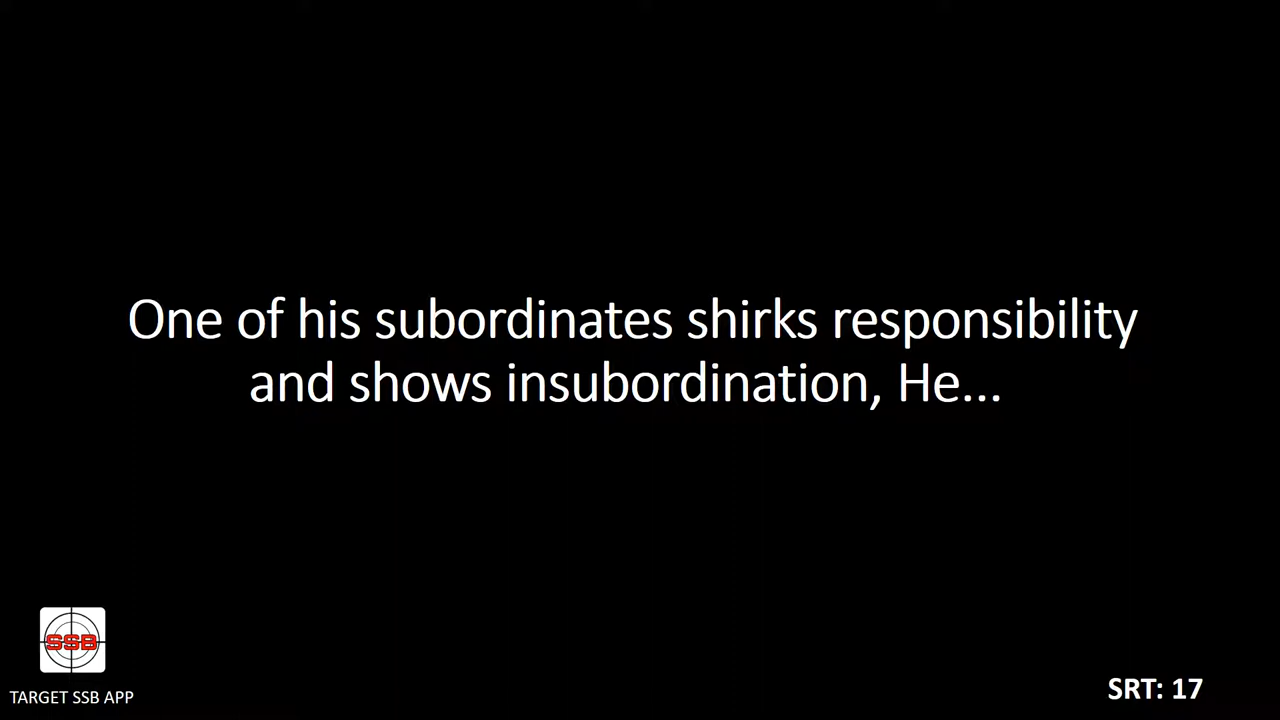 One of his subordinates shirks responsibility
and shows insubordination, He...
SSB
TARGET SSB APP
SRT: 17